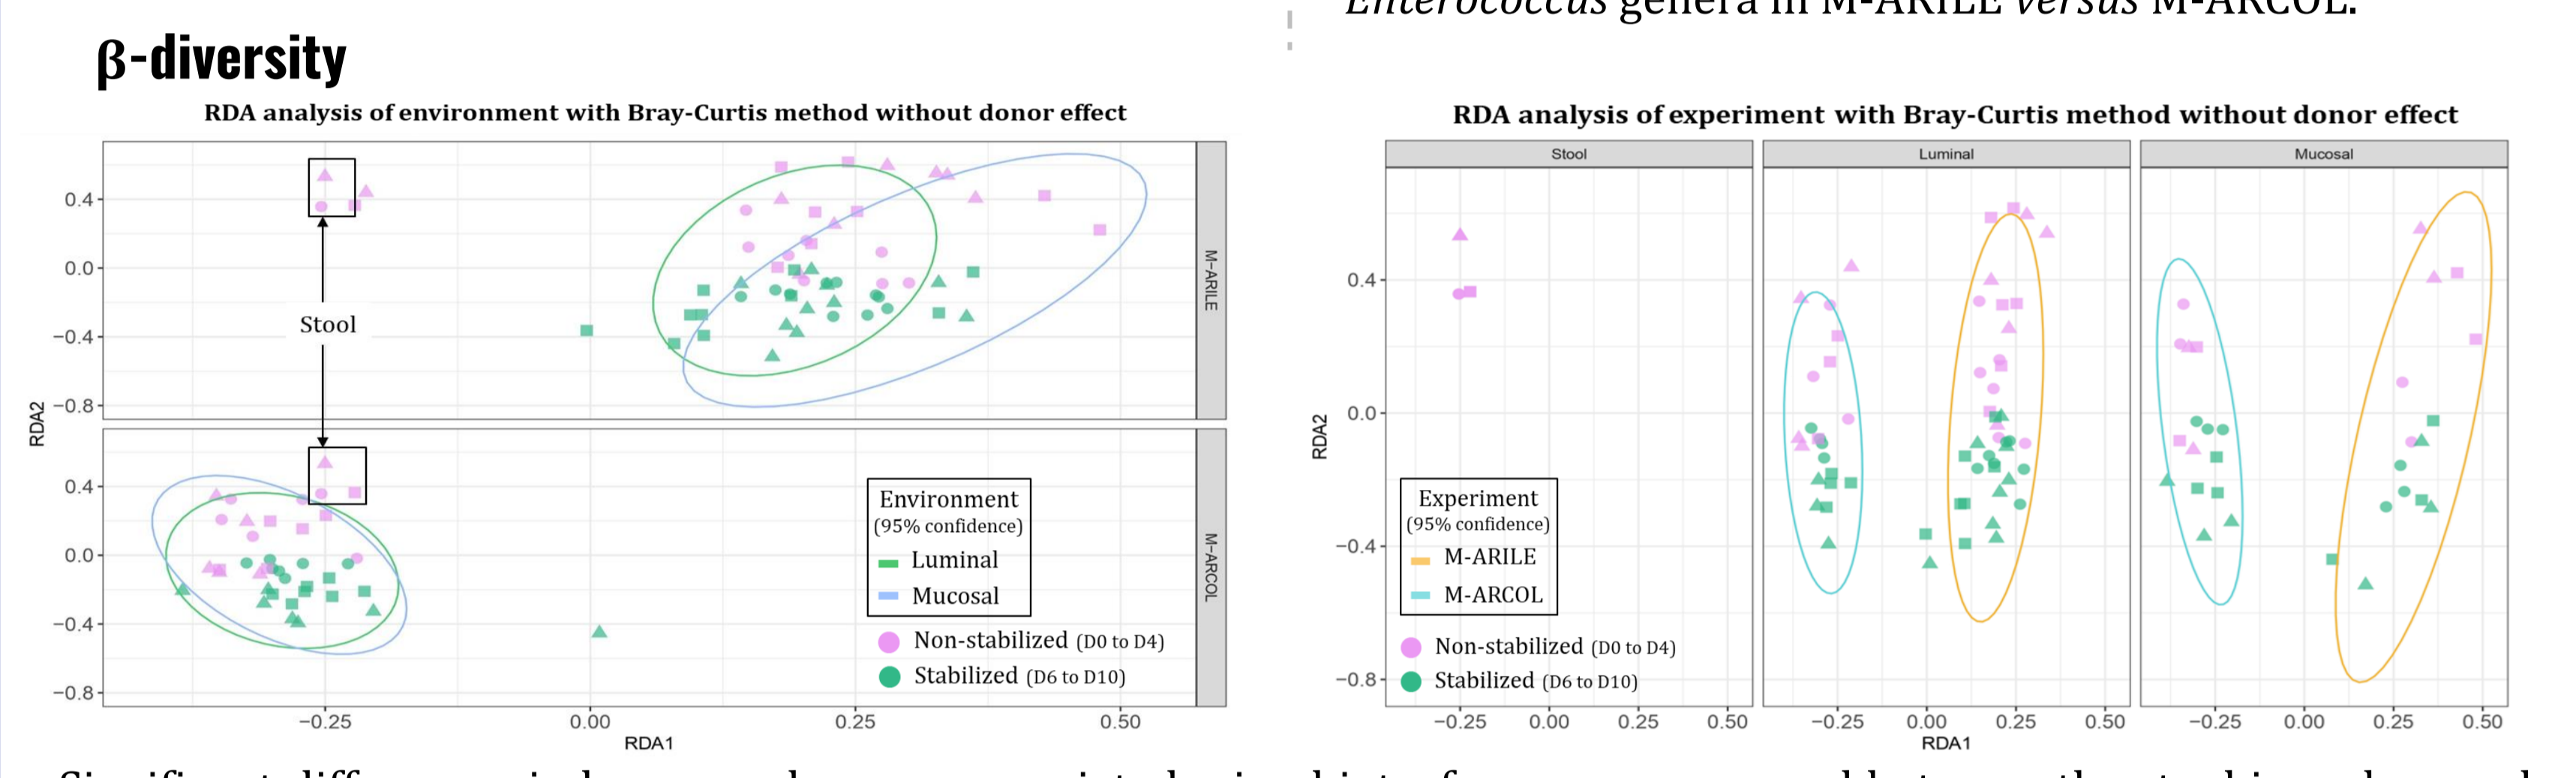 Enterococcus genera in M-ARILE versus M-ARCOL.
β-diversity
RDA analysis of environment with Bray-Curtis method without donor effect
0.4
0.0
−0.4
−0.8
M−ARILE
Stool
RDA2
0.4
0.0
−0.4
−0.8
M−ARCOL
Environment
(95% confidence)
Luminal
Mucosal
Non-stabilized (D0 to D4)
Stabilized (D6 to D10)
−0.25 0.00 0.25 0.50
RDA1
RDA analysis of experiment with Bray-Curtis method without donor effect
Stool Luminal Mucosal
0.4
0.0
−0.4
−0.8
RDA2
Experiment
(95% confidence)
M-ARILE
M-ARCOL
Non-stabilized (D0 to D4)
Stabilized (D6 to D10)
−0.25 0.00 0.25 0.50 −0.25 0.00 0.25 0.50 −0.25 0.00 0.25 0.50
RDA1